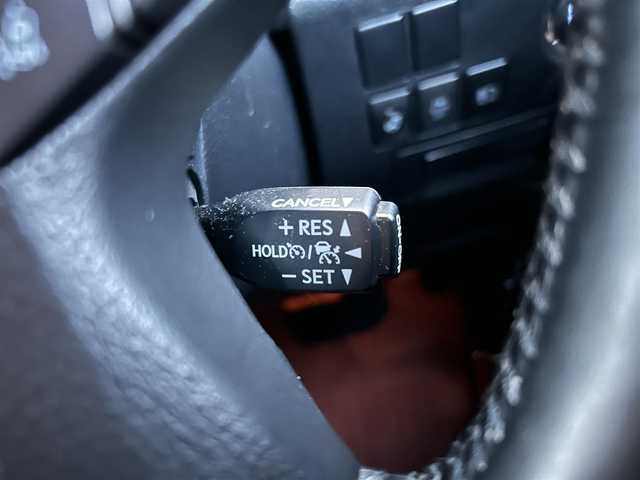 CANCEL▼
+ RES ▲
HOLD / ◀
− SET ▼